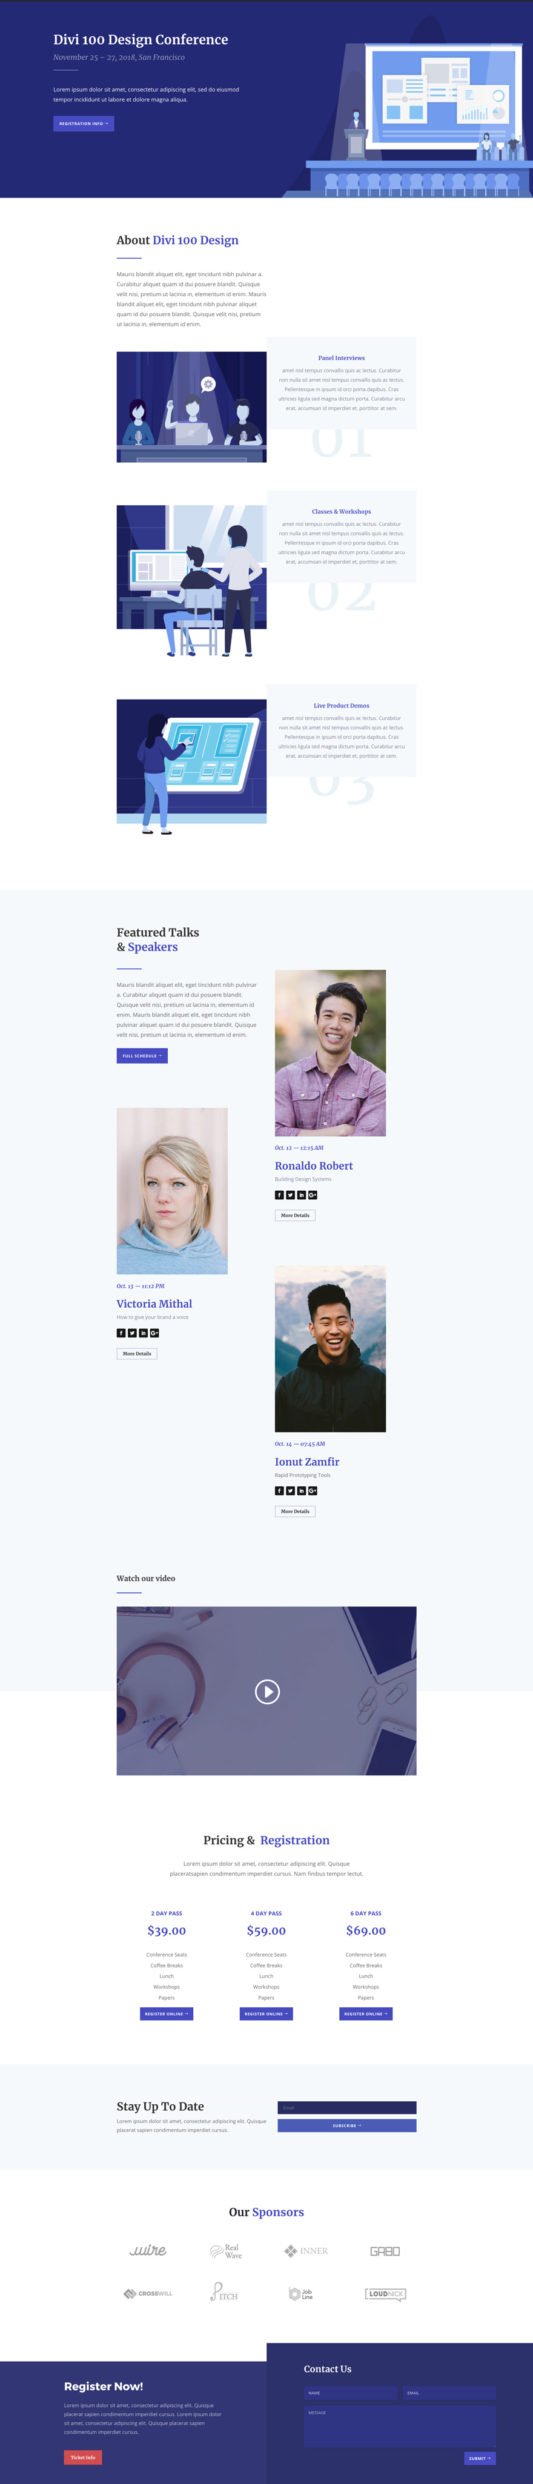 Divi 100 Design Conference
November 25 – 27, 2018, San Francisco
Lorem ipsum dolor sit amet, consectetur adipiscing elit, sed do eiusmod
tempor incididunt ut labore et dolore magna aliqua.
REGISTRATION INFO →
About Divi 100 Design
Mauris blandit aliquet elit, eget tincidunt nibh pulvinar a.
Curabitur aliquet quam id dui posuere blandit. Quisque
velit nisi, pretium ut lacinia in, elementum id enim. Mauris
blandit aliquet elit, eget tincidunt nibh pulvinar aliquet
quam id dui posuere blandit. Quisque velit nisi, pretium
ut lacinia in, elementum id enim.
Panel Interviews
amet nisl tempus convallis quis ac lectus. Curabitur
non nulla sit amet nisl tempus convallis quis ac lectus.
Pellentesque in ipsum id orci porta dapibus. Cras
ultricies ligula sed magna dictum porta. Curabitur arcu
erat, accumsan id imperdiet et, porttitor at sem.
01
Classes & Workshops
amet nisl tempus convallis quis ac lectus. Curabitur
non nulla sit amet nisl tempus convallis quis ac lectus.
Pellentesque in ipsum id orci porta dapibus. Cras
ultricies ligula sed magna dictum porta. Curabitur arcu
erat, accumsan id imperdiet et, porttitor at sem.
02
Live Product Demos
amet nisl tempus convallis quis ac lectus. Curabitur
non nulla sit amet nisl tempus convallis quis ac lectus.
Pellentesque in ipsum id orci porta dapibus. Cras
ultricies ligula sed magna dictum porta. Curabitur arcu
erat, accumsan id imperdiet et, porttitor at sem.
03
Featured Talks
& Speakers
Mauris blandit aliquet elit, eget tincidunt nibh pulvinar
a. Curabitur aliquet quam id dui posuere blandit.
Quisque velit nisi, pretium ut lacinia in, elementum id
enim. Mauris blandit aliquet elit, eget tincidunt nibh
pulvinar aliquet quam id dui posuere blandit. Quisque
velit nisi, pretium ut lacinia in, elementum id enim.
FULL SCHEDULE →
Oct. 12 — 12:15 AM
Ronaldo Robert
Building Design Systems
More Details
Oct. 13 — 11:12 PM
Victoria Mithal
How to give your brand a voice
More Details
Oct. 14 — 07:45 AM
Ionut Zamfir
Rapid Prototyping Tools
More Details
Watch our video
Pricing & Registration
Lorem ipsum dolor sit amet, consectetur adipiscing elit. Quisque
placeratsapien condimentum imperdiet cursus. Nam finibus tempor lectut.
2 DAY PASS
$39.00
Conference Seats
Coffee Breaks
Lunch
Workshops
Papers
REGISTER ONLINE →
4 DAY PASS
$59.00
Conference Seats
Coffee Breaks
Lunch
Workshops
Papers
REGISTER ONLINE →
6 DAY PASS
$69.00
Conference Seats
Coffee Breaks
Lunch
Workshops
Papers
REGISTER ONLINE →
Stay Up To Date
Lorem ipsum dolor sit amet, consectetur adipiscing elit. Quisque
placerat sapien condimentum imperdiet cursus.
Email
SUBSCRIBE →
Our Sponsors
wire
Real
Wave
INNER
GABO
CROSSWILL
PITCH
Job
Line
LOUDNICK
Register Now!
Lorem ipsum dolor sit amet, consectetur adipiscing elit. Quisque
placerat sapien condimentum imperdiet cursus. Lorem ipsum dolor
sit amet, consectetur adipiscing elit. Quisque placerat sapien
condimentum imperdiet cursus.
Ticket Info
Contact Us
NAME
EMAIL
MESSAGE
SUBMIT →